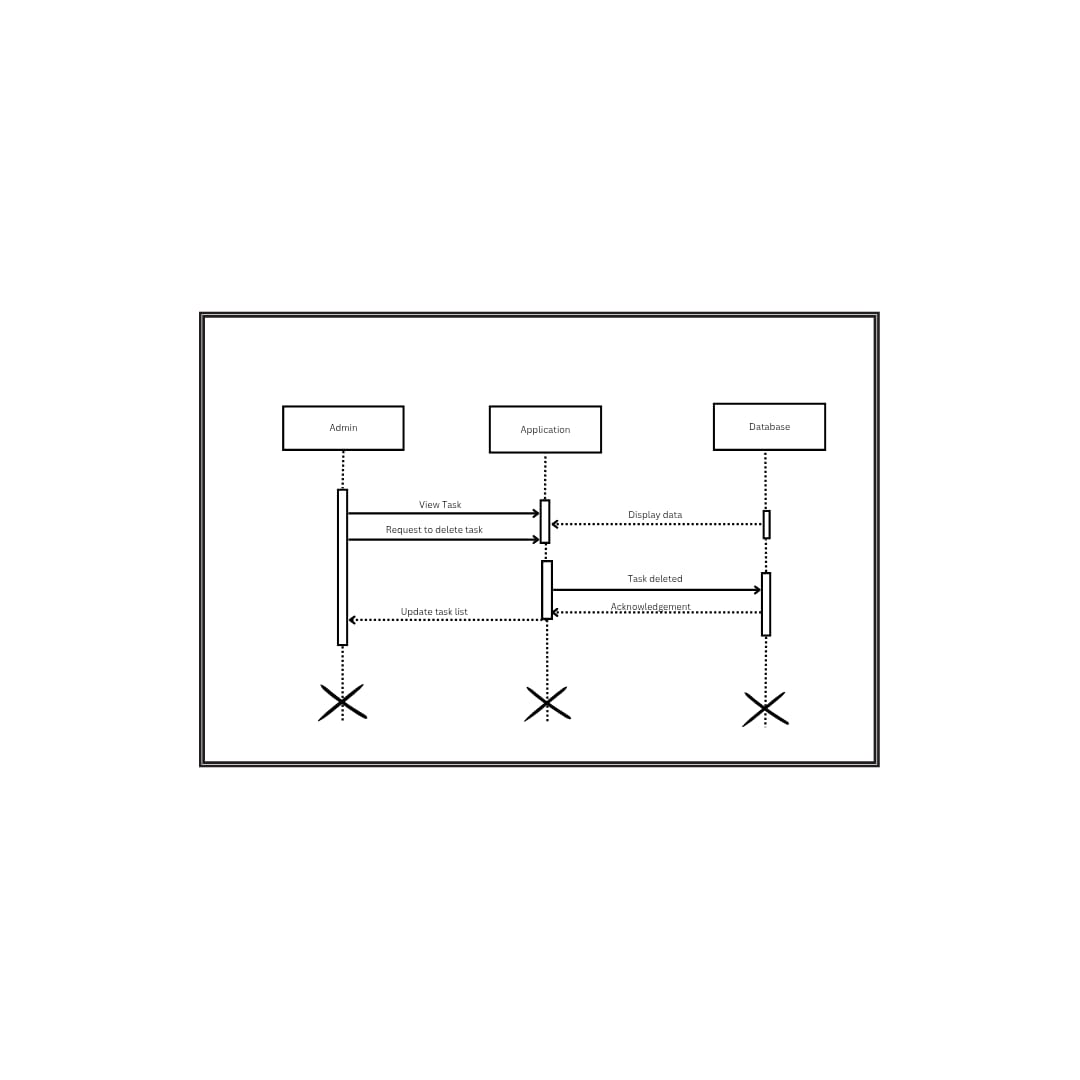 Admin
Application
Database
View Task
Display data
Request to delete task
Task deleted
Acknowledgement
Update task list